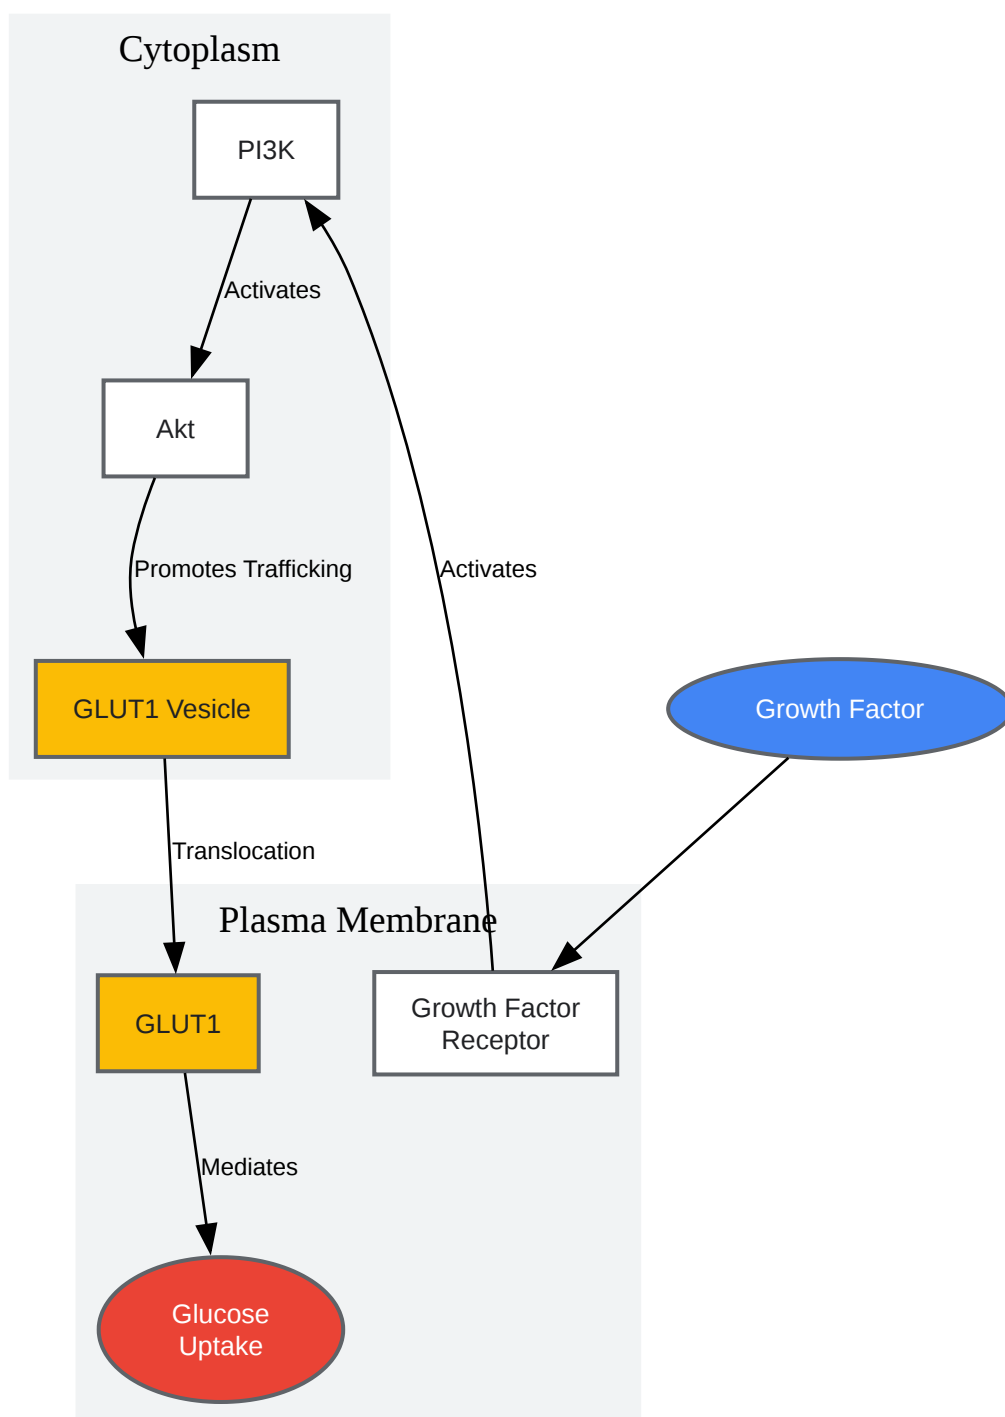 Cytoplasm
PI3K
Activates
Akt
Promotes Trafficking
Activates
GLUT1 Vesicle
Growth Factor
Translocation
Plasma Membrane
GLUT1
Growth Factor
Receptor
Mediates
Glucose
Uptake